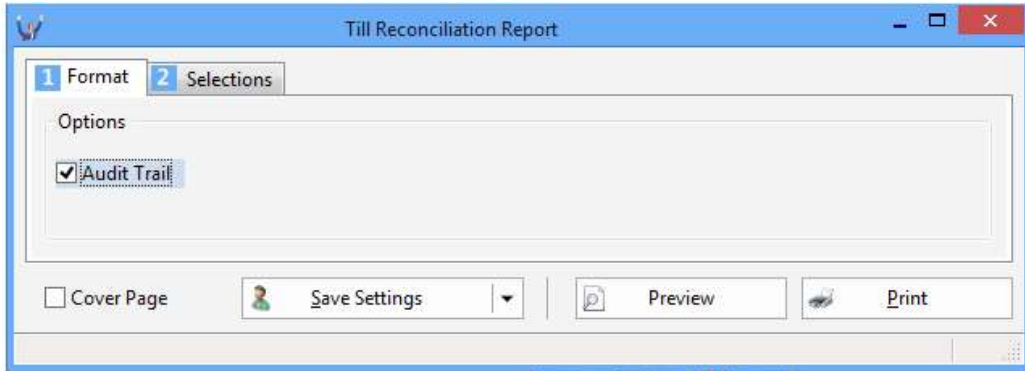 Till Reconciliation Report
1 Format 2 Selections
Options
Audit Trail
Cover Page Save Settings Preview Print